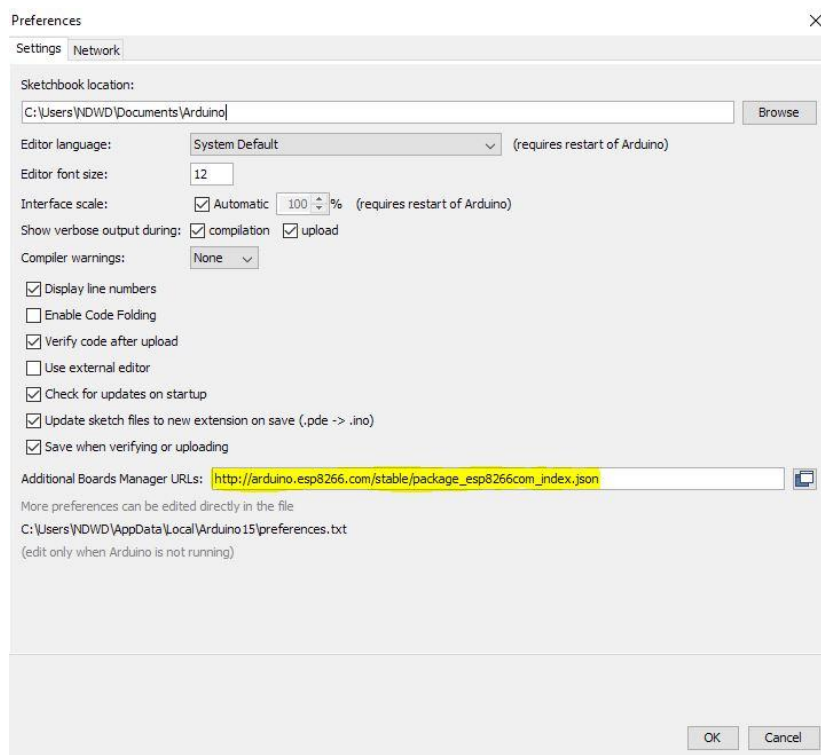 Preferences
Settings Network
Sketchbook location:
C:\Users\NDWD\Documents\Arduino Browse
Editor language: System Default (requires restart of Arduino)
Editor font size: 12
Interface scale: Automatic 100 % (requires restart of Arduino)
Show verbose output during: compilation upload
Compiler warnings: None
Display line numbers
Enable Code Folding
Verify code after upload
Use external editor
Check for updates on startup
Update sketch files to new extension on save (.pde -> .ino)
Save when verifying or uploading
Additional Boards Manager URLs: http://arduino.esp8266.com/stable/package_esp8266com_index.json
More preferences can be edited directly in the file
C:\Users\NDWD\AppData\Local\Arduino15\preferences.txt
(edit only when Arduino is not running)
OK Cancel